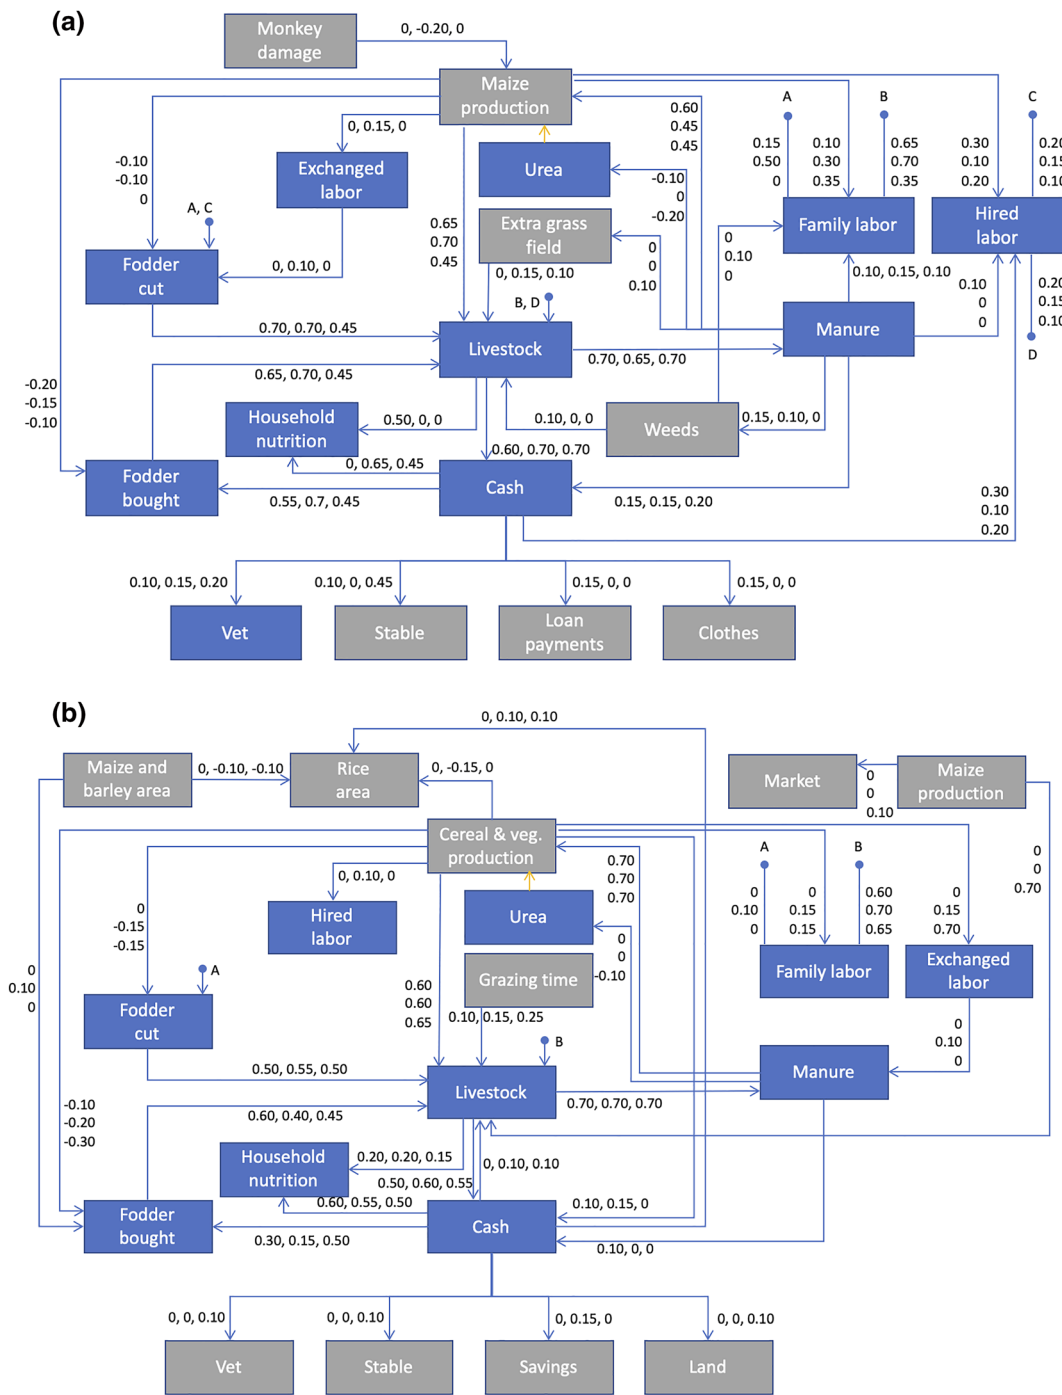 (a)
Monkey
damage
0, -0.20, 0
Maize
production
0, 0.15, 0
Exchanged
labor
Urea
-0.10
-0.10
0
A, C
0.65
0.70
0.45
Extra grass
field
0.60
0.45
0.45
-0.10
0
-0.20
A
B
C
0.15
0.50
0
0.10
0.30
0.35
0.65
0.70
0.35
0.30
0.10
0.20
0.20
0.15
0.10
Family labor
Hired
labor
Fodder
cut
0, 0.10, 0
0, 0.15, 0.10
0
0
0.10
0
0.10
0
0.10, 0.15, 0.10
0.10
0
0
0.20
0.15
0.10
D
B, D
0.70, 0.70, 0.45
Livestock
0.70, 0.65, 0.70
Manure
0.65, 0.70, 0.45
-0.20
-0.15
-0.10
Household
nutrition
0.50, 0, 0
0.10, 0, 0
Weeds
0.15, 0.10, 0
0.60, 0.70, 0.70
0, 0.65, 0.45
Fodder
bought
0.55, 0.7, 0.45
Cash
0.15, 0.15, 0.20
0.30
0.10
0.20
0.10, 0.15, 0.20
0.10, 0, 0.45
0.15, 0, 0
0.15, 0, 0
Vet
Stable
Loan
payments
Clothes
(b)
0, 0.10, 0.10
Maize and
barley area
0, -0.10, -0.10
Rice
area
0, -0.15, 0
Market
0
0
0.10
Maize
production
Cereal & veg.
production
0, 0.10, 0
Hired
labor
Urea
0.70
0.70
0.70
0
0
-0.10
A
B
0
0.10
0
0
0.15
0.15
0.60
0.70
0.65
0
0.15
0.70
0
0
0.70
0
-0.15
-0.15
Grazing time
Family labor
Exchanged
labor
0
0.10
0
A
Fodder
cut
0.60
0.60
0.65
0.10, 0.15, 0.25
B
0
0.10
0
0.50, 0.55, 0.50
Livestock
0.70, 0.70, 0.70
Manure
0.60, 0.40, 0.45
-0.10
-0.20
-0.30
Household
nutrition
0.20, 0.20, 0.15
0, 0.10, 0.10
0.50, 0.60, 0.55
0.60, 0.55, 0.50
0.10, 0.15, 0
Fodder
bought
0.30, 0.15, 0.50
Cash
0.10, 0, 0
0, 0, 0.10
0, 0, 0.10
0, 0.15, 0
0, 0, 0.10
Vet
Stable
Savings
Land